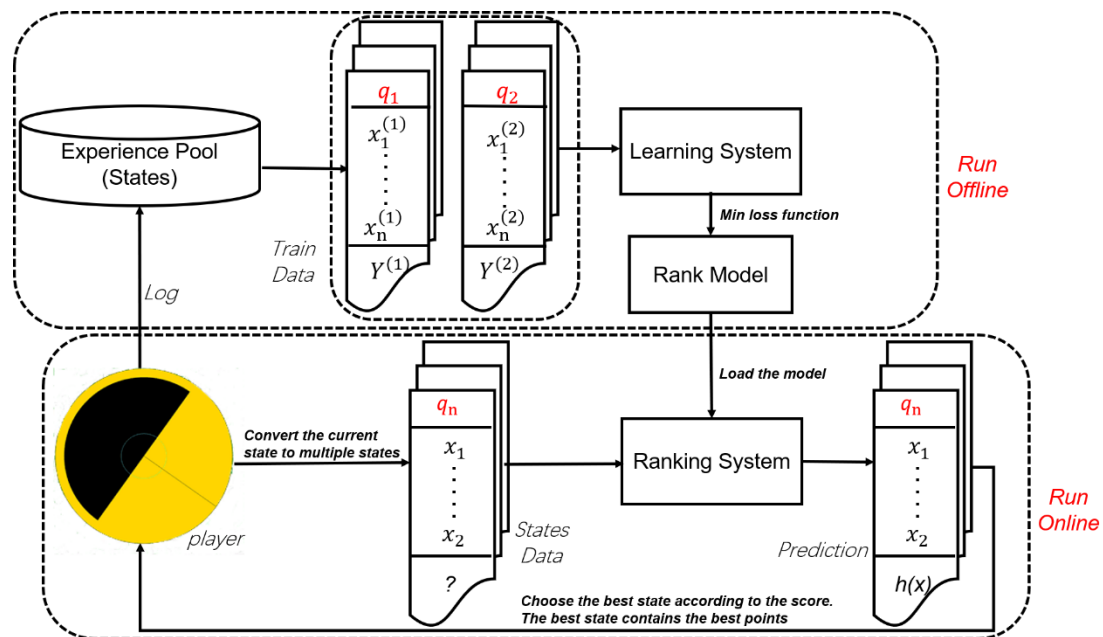 Experience Pool
(States)
q₁
x₁⁽¹⁾
xₙ⁽¹⁾
Y⁽¹⁾
q₂
x₁⁽²⁾
xₙ⁽²⁾
Y⁽²⁾
Train
Data
Learning System
Min loss function
Rank Model
Run
Offline
Log
Load the model
player
Convert the current
state to multiple states
qₙ
x₁
x₂
?
States
Data
Ranking System
Prediction
qₙ
x₁
x₂
h(x)
Run
Online
Choose the best state according to the score.
The best state contains the best points